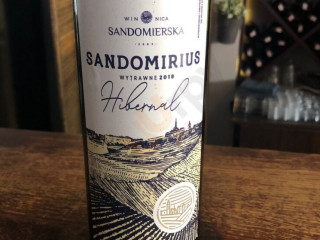 WIN NICA
SANDOMIERSKA
SANDOMIRIUS
WYTRAWNE 2018
Hibernal